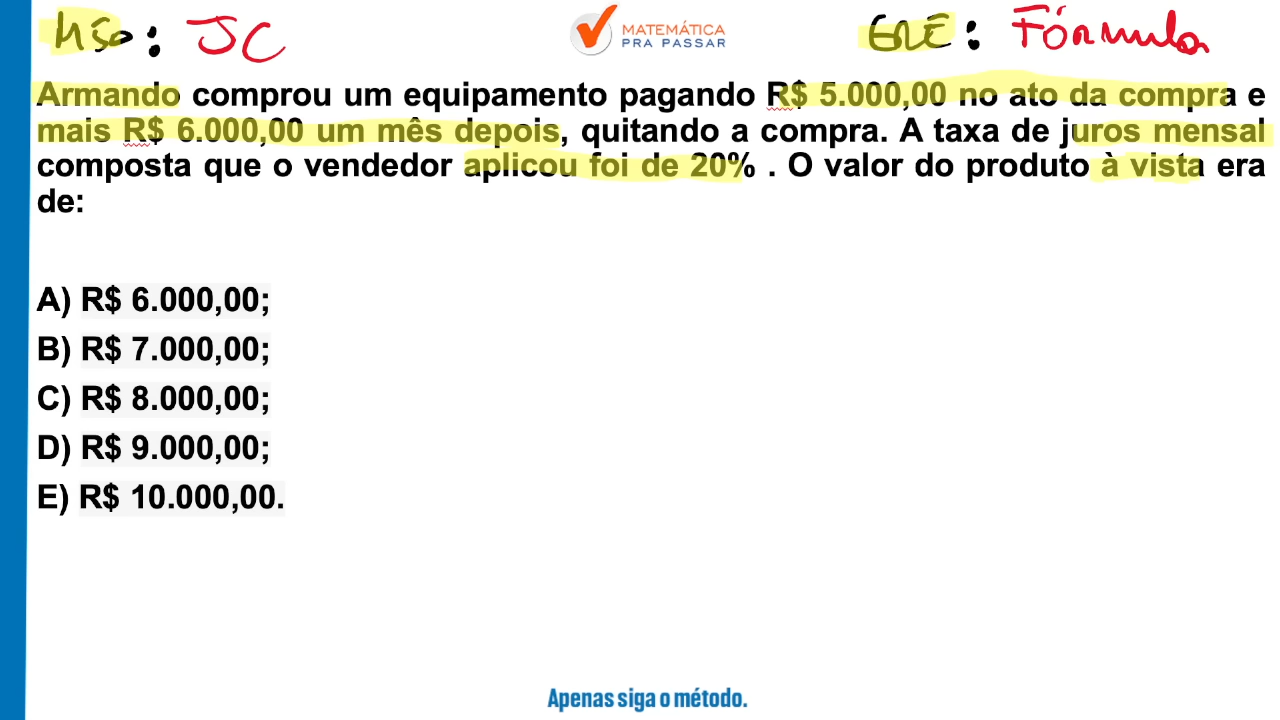 : JC
MATEMÁTICA
PRA PASSAR
: Fórmula
Armando comprou um equipamento pagando R$ 5.000,00 no ato da compra e
mais R$ 6.000,00 um mês depois, quitando a compra. A taxa de juros mensal
composta que o vendedor aplicou foi de 20% . O valor do produto à vista era
de:
A) R$ 6.000,00;
B) R$ 7.000,00;
C) R$ 8.000,00;
D) R$ 9.000,00;
E) R$ 10.000,00.
Apenas siga o método.